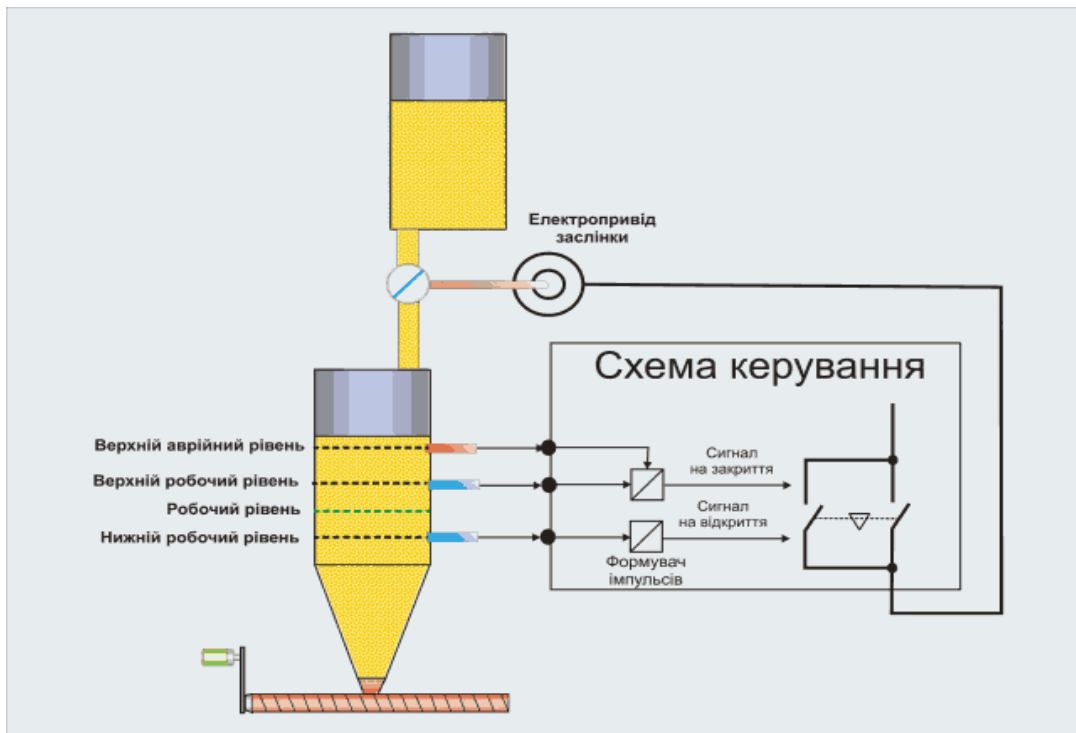 Електропривід
заслінки
Схема керування
Верхній аврійний рівень
Верхній робочий рівень
Робочий рівень
Нижній робочий рівень
Сигнал
на закриття
Сигнал
на відкриття
Формувач
імпульсів